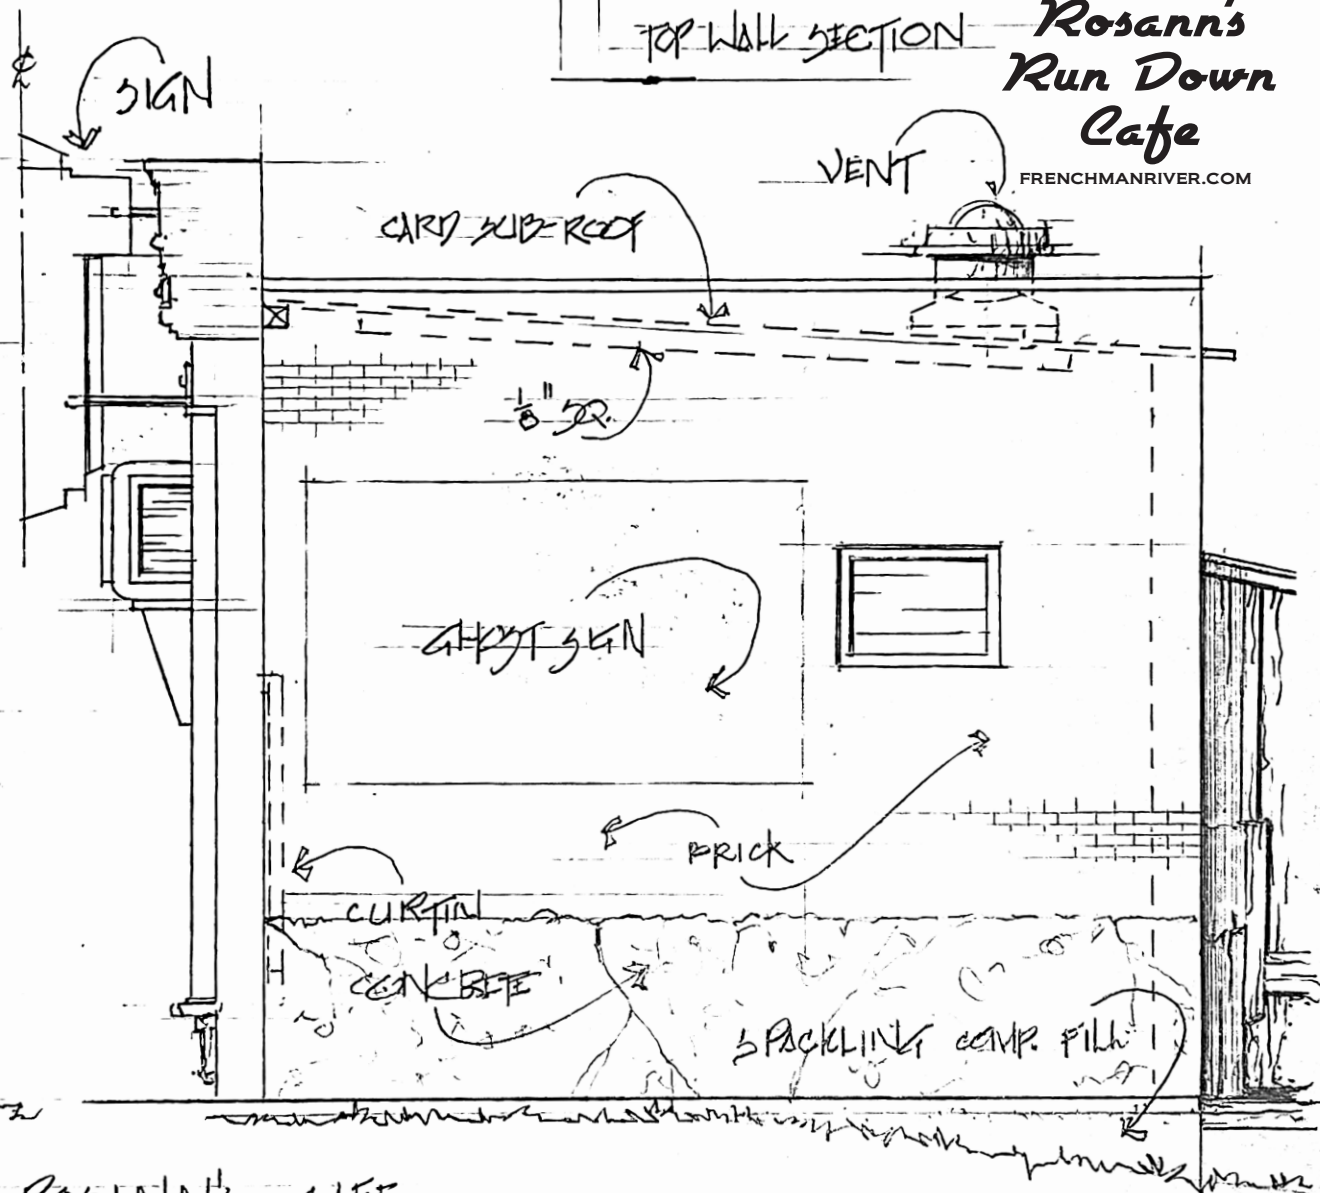 TOP WALL SECTION
Rosann's
Run Down
Cafe
FRENCHMANRIVER.COM
℄
SIGN
VENT
CARD SUB-ROOF
1/8" SQ.
GHOST SIGN
BRICK
CURTIN
CONCRETE
SPACKLING COMP. FILL